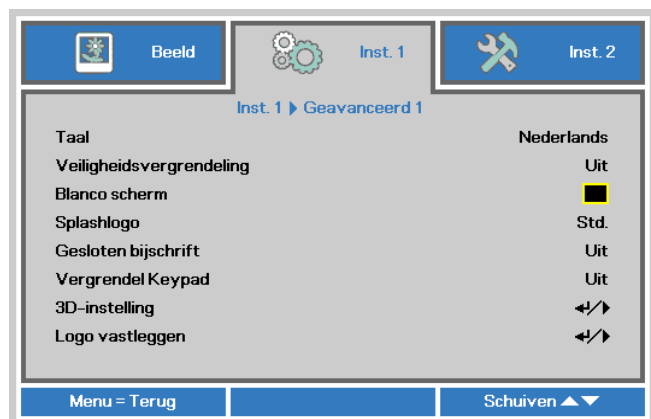 Beeld
Inst. 1
Inst. 2
Inst. 1 ▶ Geavanceerd 1
Taal Nederlands
Veiligheidsvergrendeling Uit
Blanco scherm
Splashlogo Std.
Gesloten bijschrift Uit
Vergrendel Keypad Uit
3D-instelling ↵/▶
Logo vastleggen ↵/▶
Menu = Terug
Schuiven ▲▼